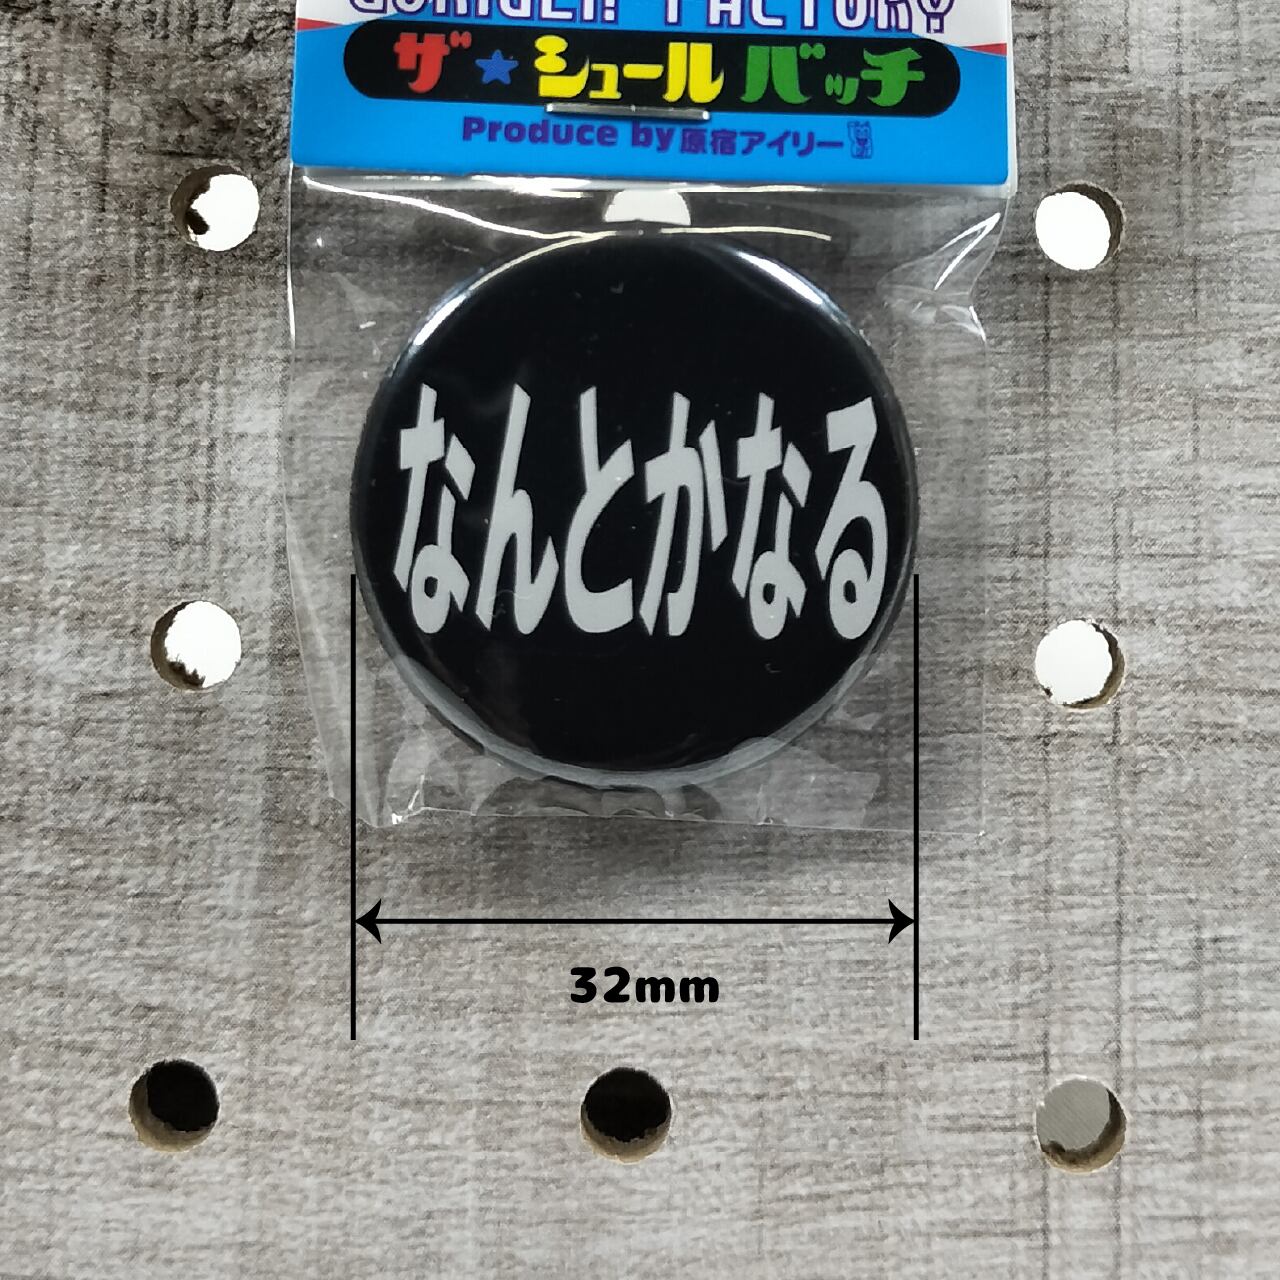 FACTORY
ザ★シュールバッチ
Produce by 原宿アイリー
なんとかなる
32mm